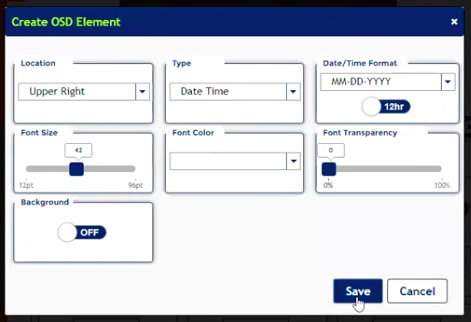 Create OSD Element ×
Location Type Date/Time Format
Upper Right Date Time MM-DD-YYYY
12hr
Font Size Font Color Font Transparency
42 0
12pt 96pt 0% 100%
Background
OFF
Save Cancel